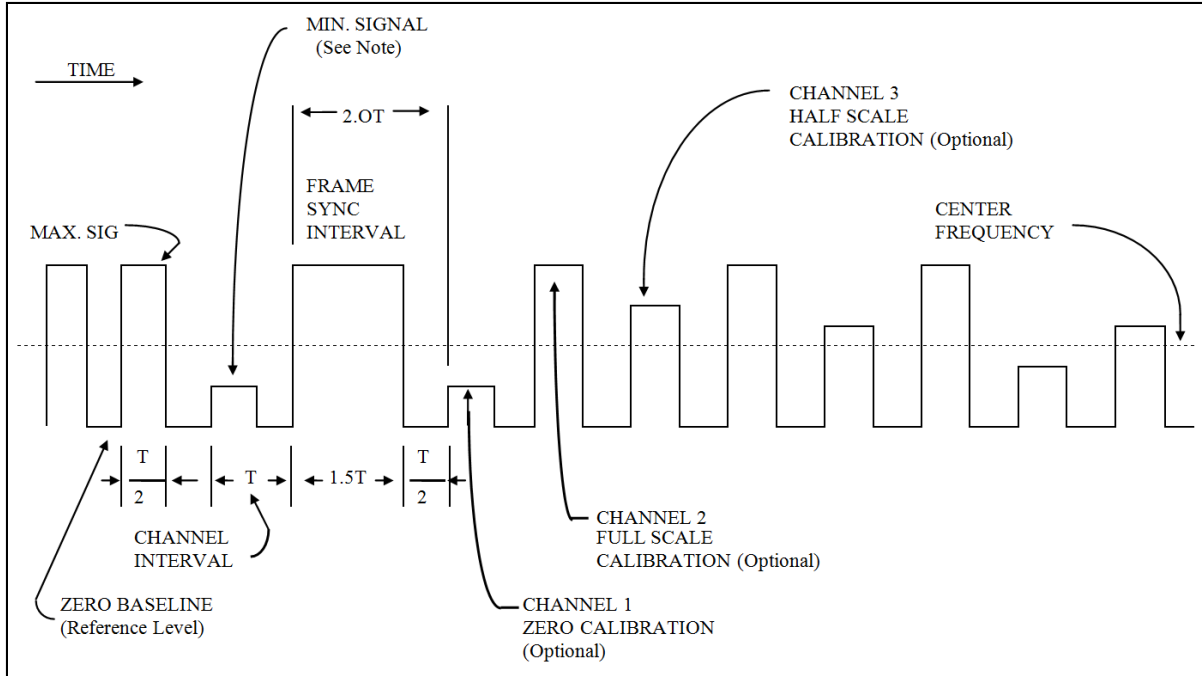 MIN. SIGNAL
(See Note)
TIME
2.OT
CHANNEL 3
HALF SCALE
CALIBRATION (Optional)
FRAME
SYNC
INTERVAL
CENTER
FREQUENCY
MAX. SIG
T
2
T
1.5T
T
2
CHANNEL
INTERVAL
CHANNEL 2
FULL SCALE
CALIBRATION (Optional)
ZERO BASELINE
(Reference Level)
CHANNEL 1
ZERO CALIBRATION
(Optional)